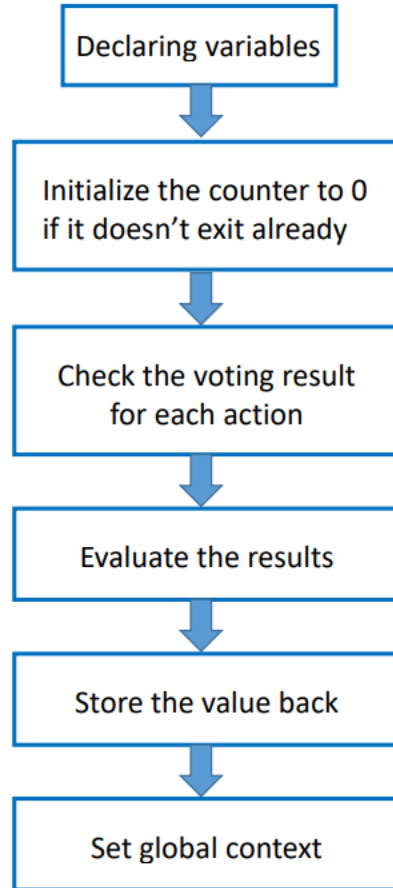 Declaring variables
Initialize the counter to 0
if it doesn’t exit already
Check the voting result
for each action
Evaluate the results
Store the value back
Set global context